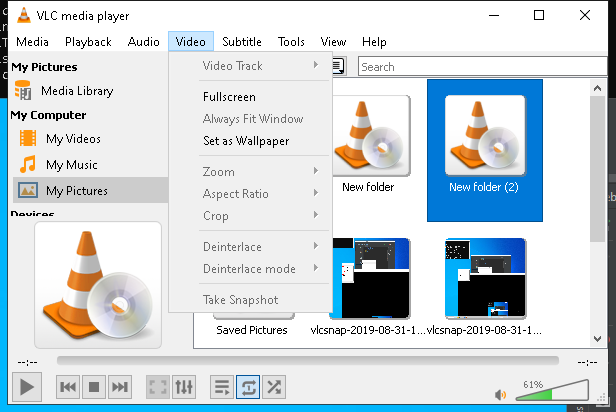 VLC media player
Media Playback Audio Video Subtitle Tools View Help
My Pictures
Media Library
My Computer
My Videos
My Music
My Pictures
Devices
Video Track
Fullscreen
Always Fit Window
Set as Wallpaper
Zoom
Aspect Ratio
Crop
Deinterlace
Deinterlace mode
Take Snapshot
Search
New folder
New folder (2)
Saved Pictures
vlcsnap-2019-08-31-1...
vlcsnap-2019-08-31-1...
--:--
--:--
61%